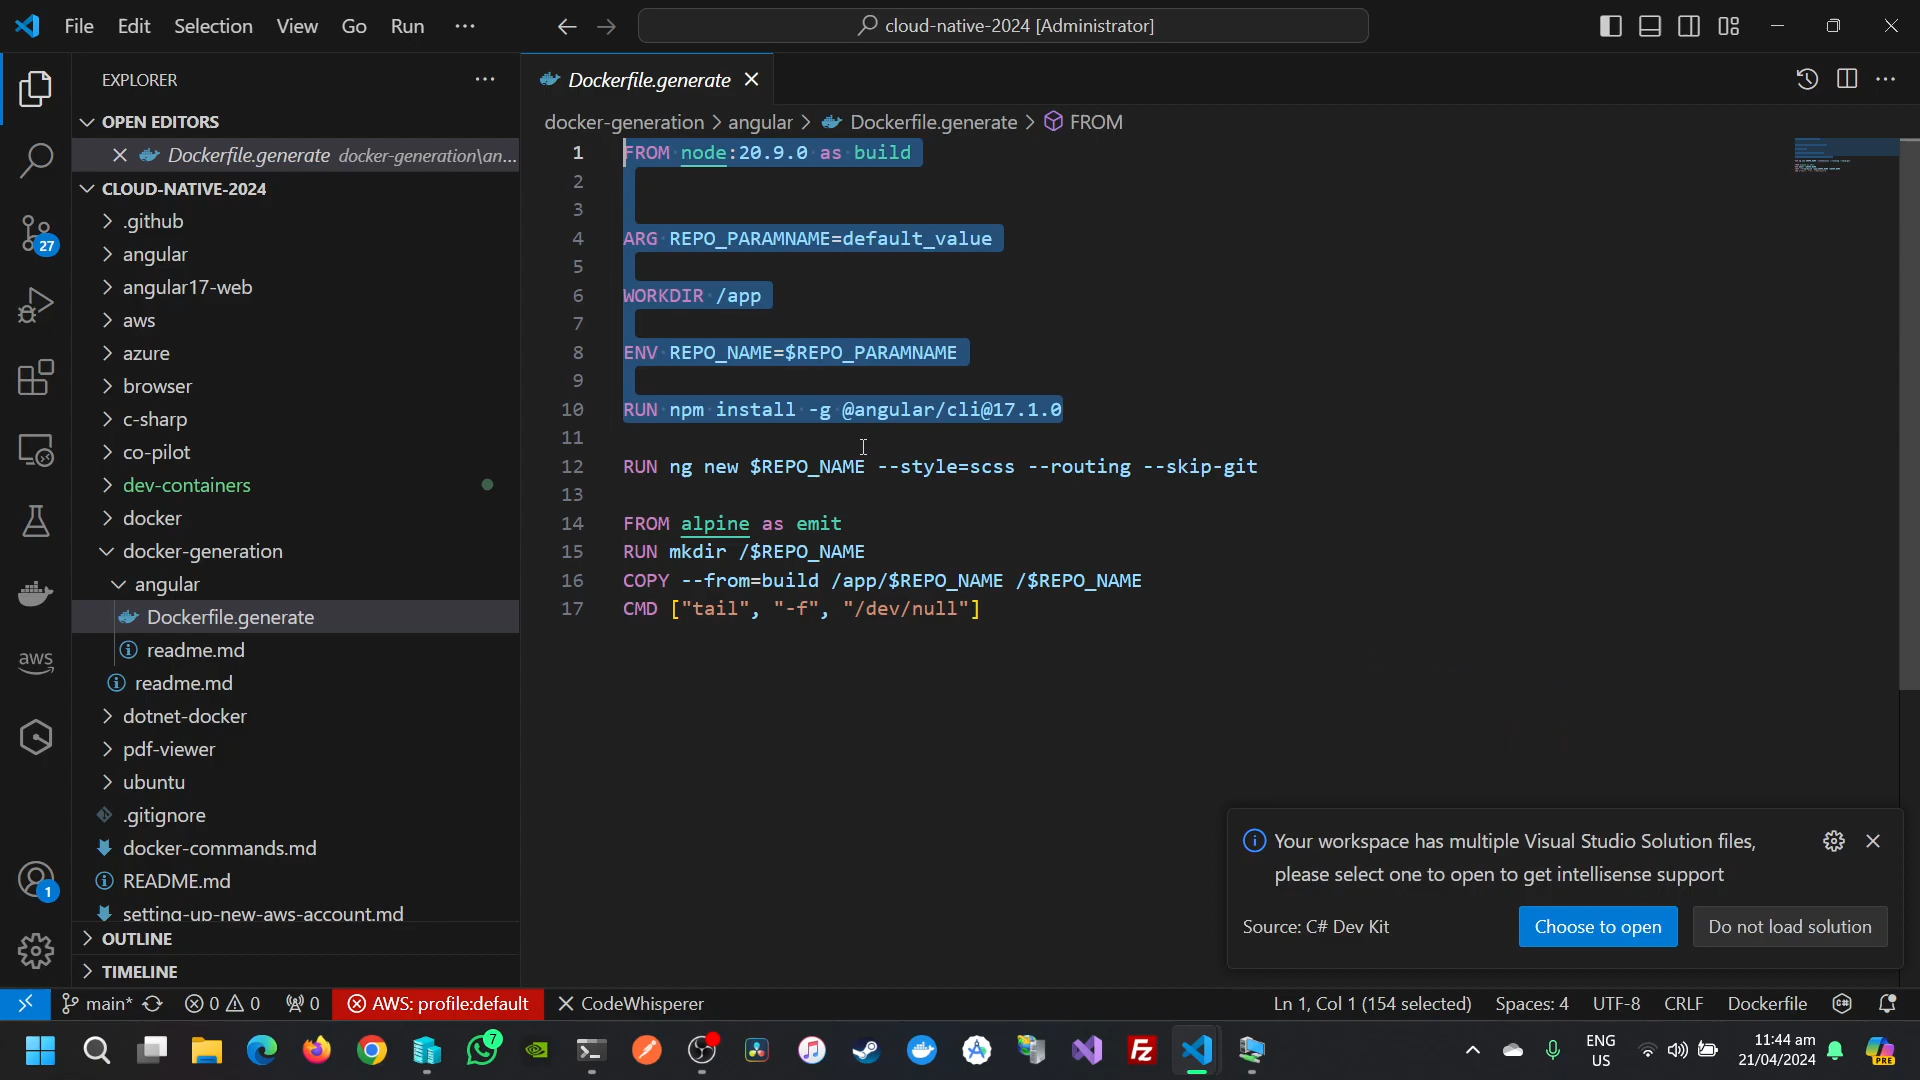 File Edit Selection View Go Run ···
cloud-native-2024 [Administrator]
EXPLORER
OPEN EDITORS
Dockerfile.generate docker-generation\an...
CLOUD-NATIVE-2024
.github
angular
angular17-web
aws
azure
browser
c-sharp
co-pilot
dev-containers
docker
docker-generation
angular
Dockerfile.generate
readme.md
readme.md
dotnet-docker
pdf-viewer
ubuntu
.gitignore
docker-commands.md
README.md
setting-up-new-aws-account.md
OUTLINE
TIMELINE
27
aws
1
Dockerfile.generate
docker-generation > angular > Dockerfile.generate > FROM
1 FROM node:20.9.0 as build
2
3
4 ARG REPO_PARAMNAME=default_value
5
6 WORKDIR /app
7
8 ENV REPO_NAME=$REPO_PARAMNAME
9
10 RUN npm install -g @angular/cli@17.1.0
11
12 RUN ng new $REPO_NAME --style=scss --routing --skip-git
13
14 FROM alpine as emit
15 RUN mkdir /$REPO_NAME
16 COPY --from=build /app/$REPO_NAME /$REPO_NAME
17 CMD ["tail", "-f", "/dev/null"]
Your workspace has multiple Visual Studio Solution files,
please select one to open to get intellisense support
Source: C# Dev Kit
Choose to open
Do not load solution
main* 0 0 0 AWS: profile:default CodeWhisperer
Ln 1, Col 1 (154 selected) Spaces: 4 UTF-8 CRLF Dockerfile
7
Fz
ENG
US
11:44 am
21/04/2024
PRE